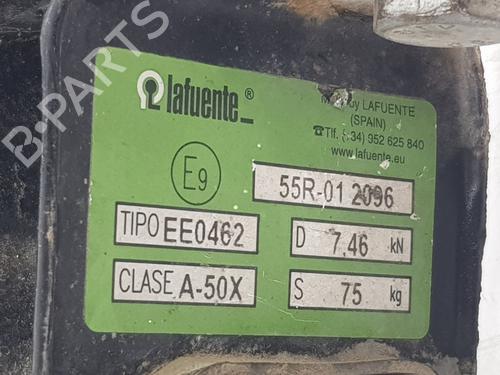 B-PARTS
lafuente®
by LAFUENTE
(SPAIN)
☎Tlf. 34) 952 625 840
www.lafuente.eu
E9
55R-01 2096
TIPO EE0462
D 7,46 kN
CLASE A-50X
S 75 kg